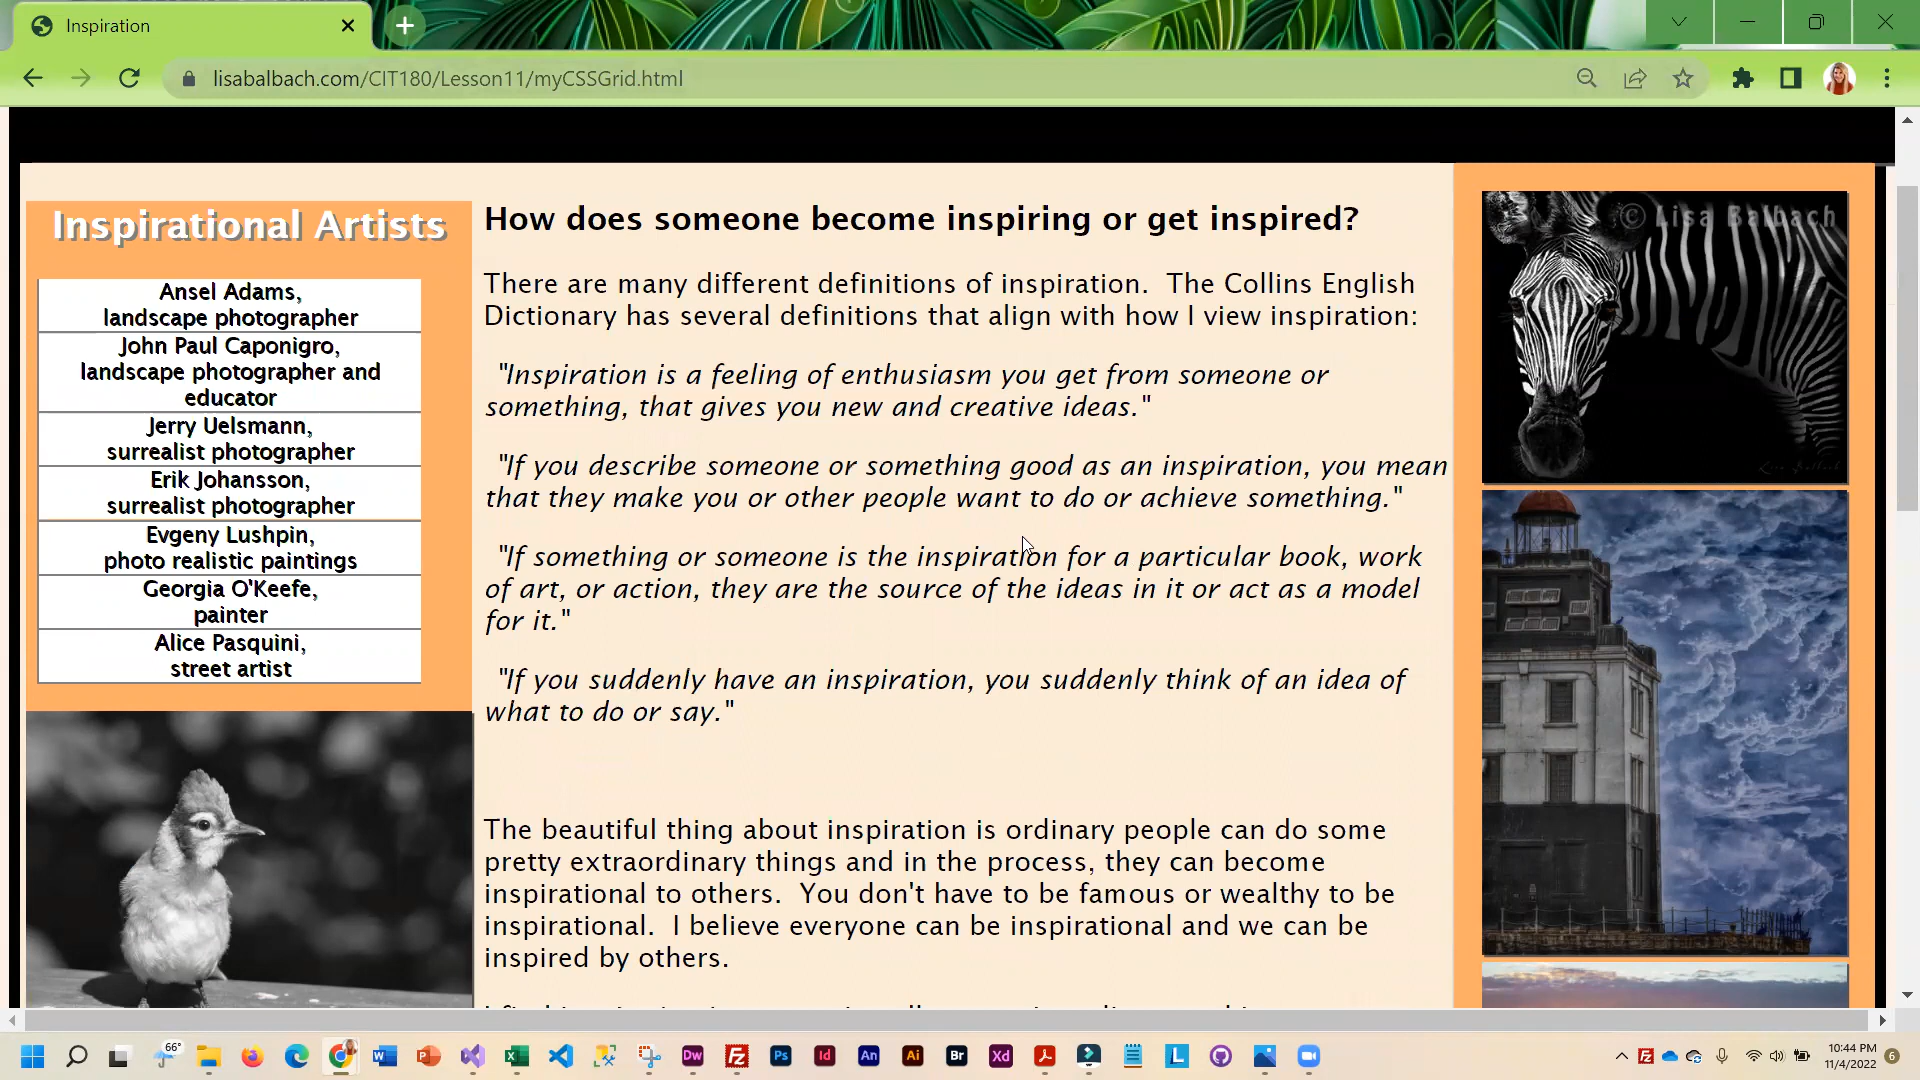 Inspiration
lisabalbach.com/CIT180/Lesson11/myCSSGrid.html
Inspirational Artists
Ansel Adams,
landscape photographer
John Paul Caponigro,
landscape photographer and
educator
Jerry Uelsmann,
surrealist photographer
Erik Johansson,
surrealist photographer
Evgeny Lushpin,
photo realistic paintings
Georgia O'Keefe,
painter
Alice Pasquini,
street artist
How does someone become inspiring or get inspired?
There are many different definitions of inspiration. The Collins English
Dictionary has several definitions that align with how I view inspiration:
"Inspiration is a feeling of enthusiasm you get from someone or
something, that gives you new and creative ideas."
"If you describe someone or something good as an inspiration, you mean
that they make you or other people want to do or achieve something."
"If something or someone is the inspiration for a particular book, work
of art, or action, they are the source of the ideas in it or act as a model
for it."
"If you suddenly have an inspiration, you suddenly think of an idea of
what to do or say."
The beautiful thing about inspiration is ordinary people can do some
pretty extraordinary things and in the process, they can become
inspirational to others. You don't have to be famous or wealthy to be
inspirational. I believe everyone can be inspirational and we can be
inspired by others.
© Lisa Balbach
66°
W P X Dw Fz Ps Id An Ai Br Xd L
Fz
10:44 PM
11/4/2022
6